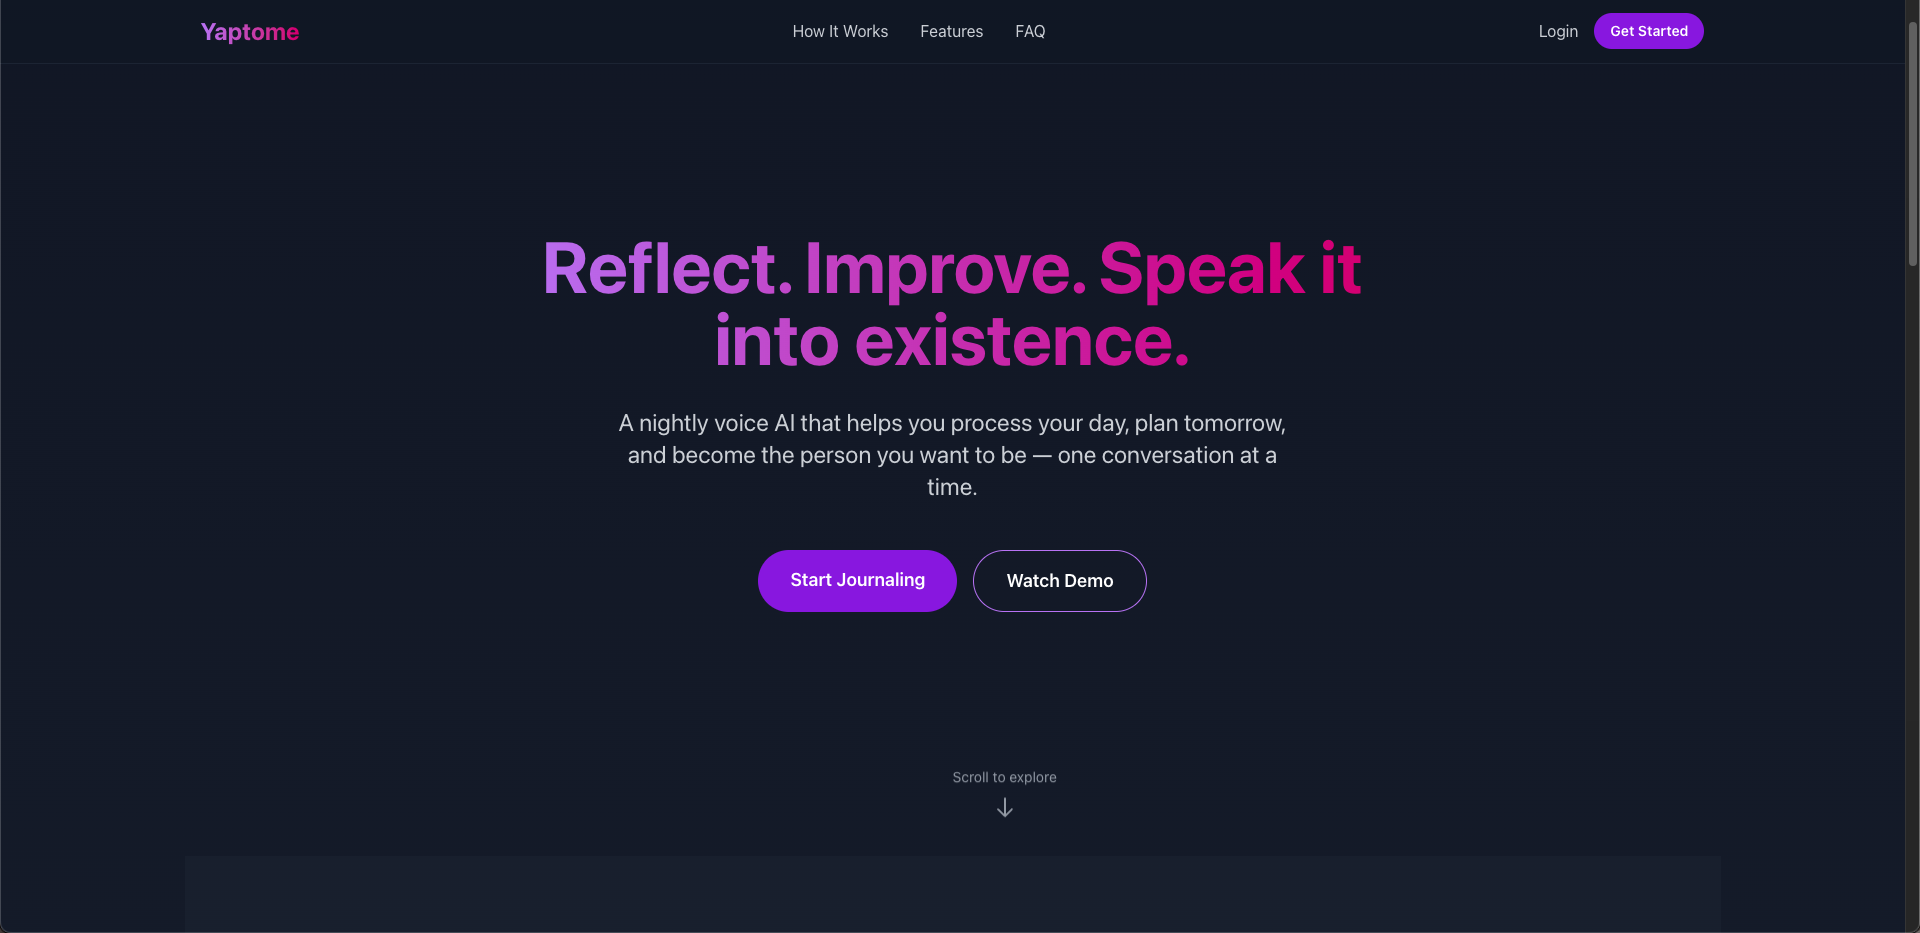 Yaptome
How It Works
Features
FAQ
Login
Get Started
Reflect. Improve. Speak it
into existence.
A nightly voice AI that helps you process your day, plan tomorrow,
and become the person you want to be — one conversation at a
time.
Start Journaling
Watch Demo
Scroll to explore